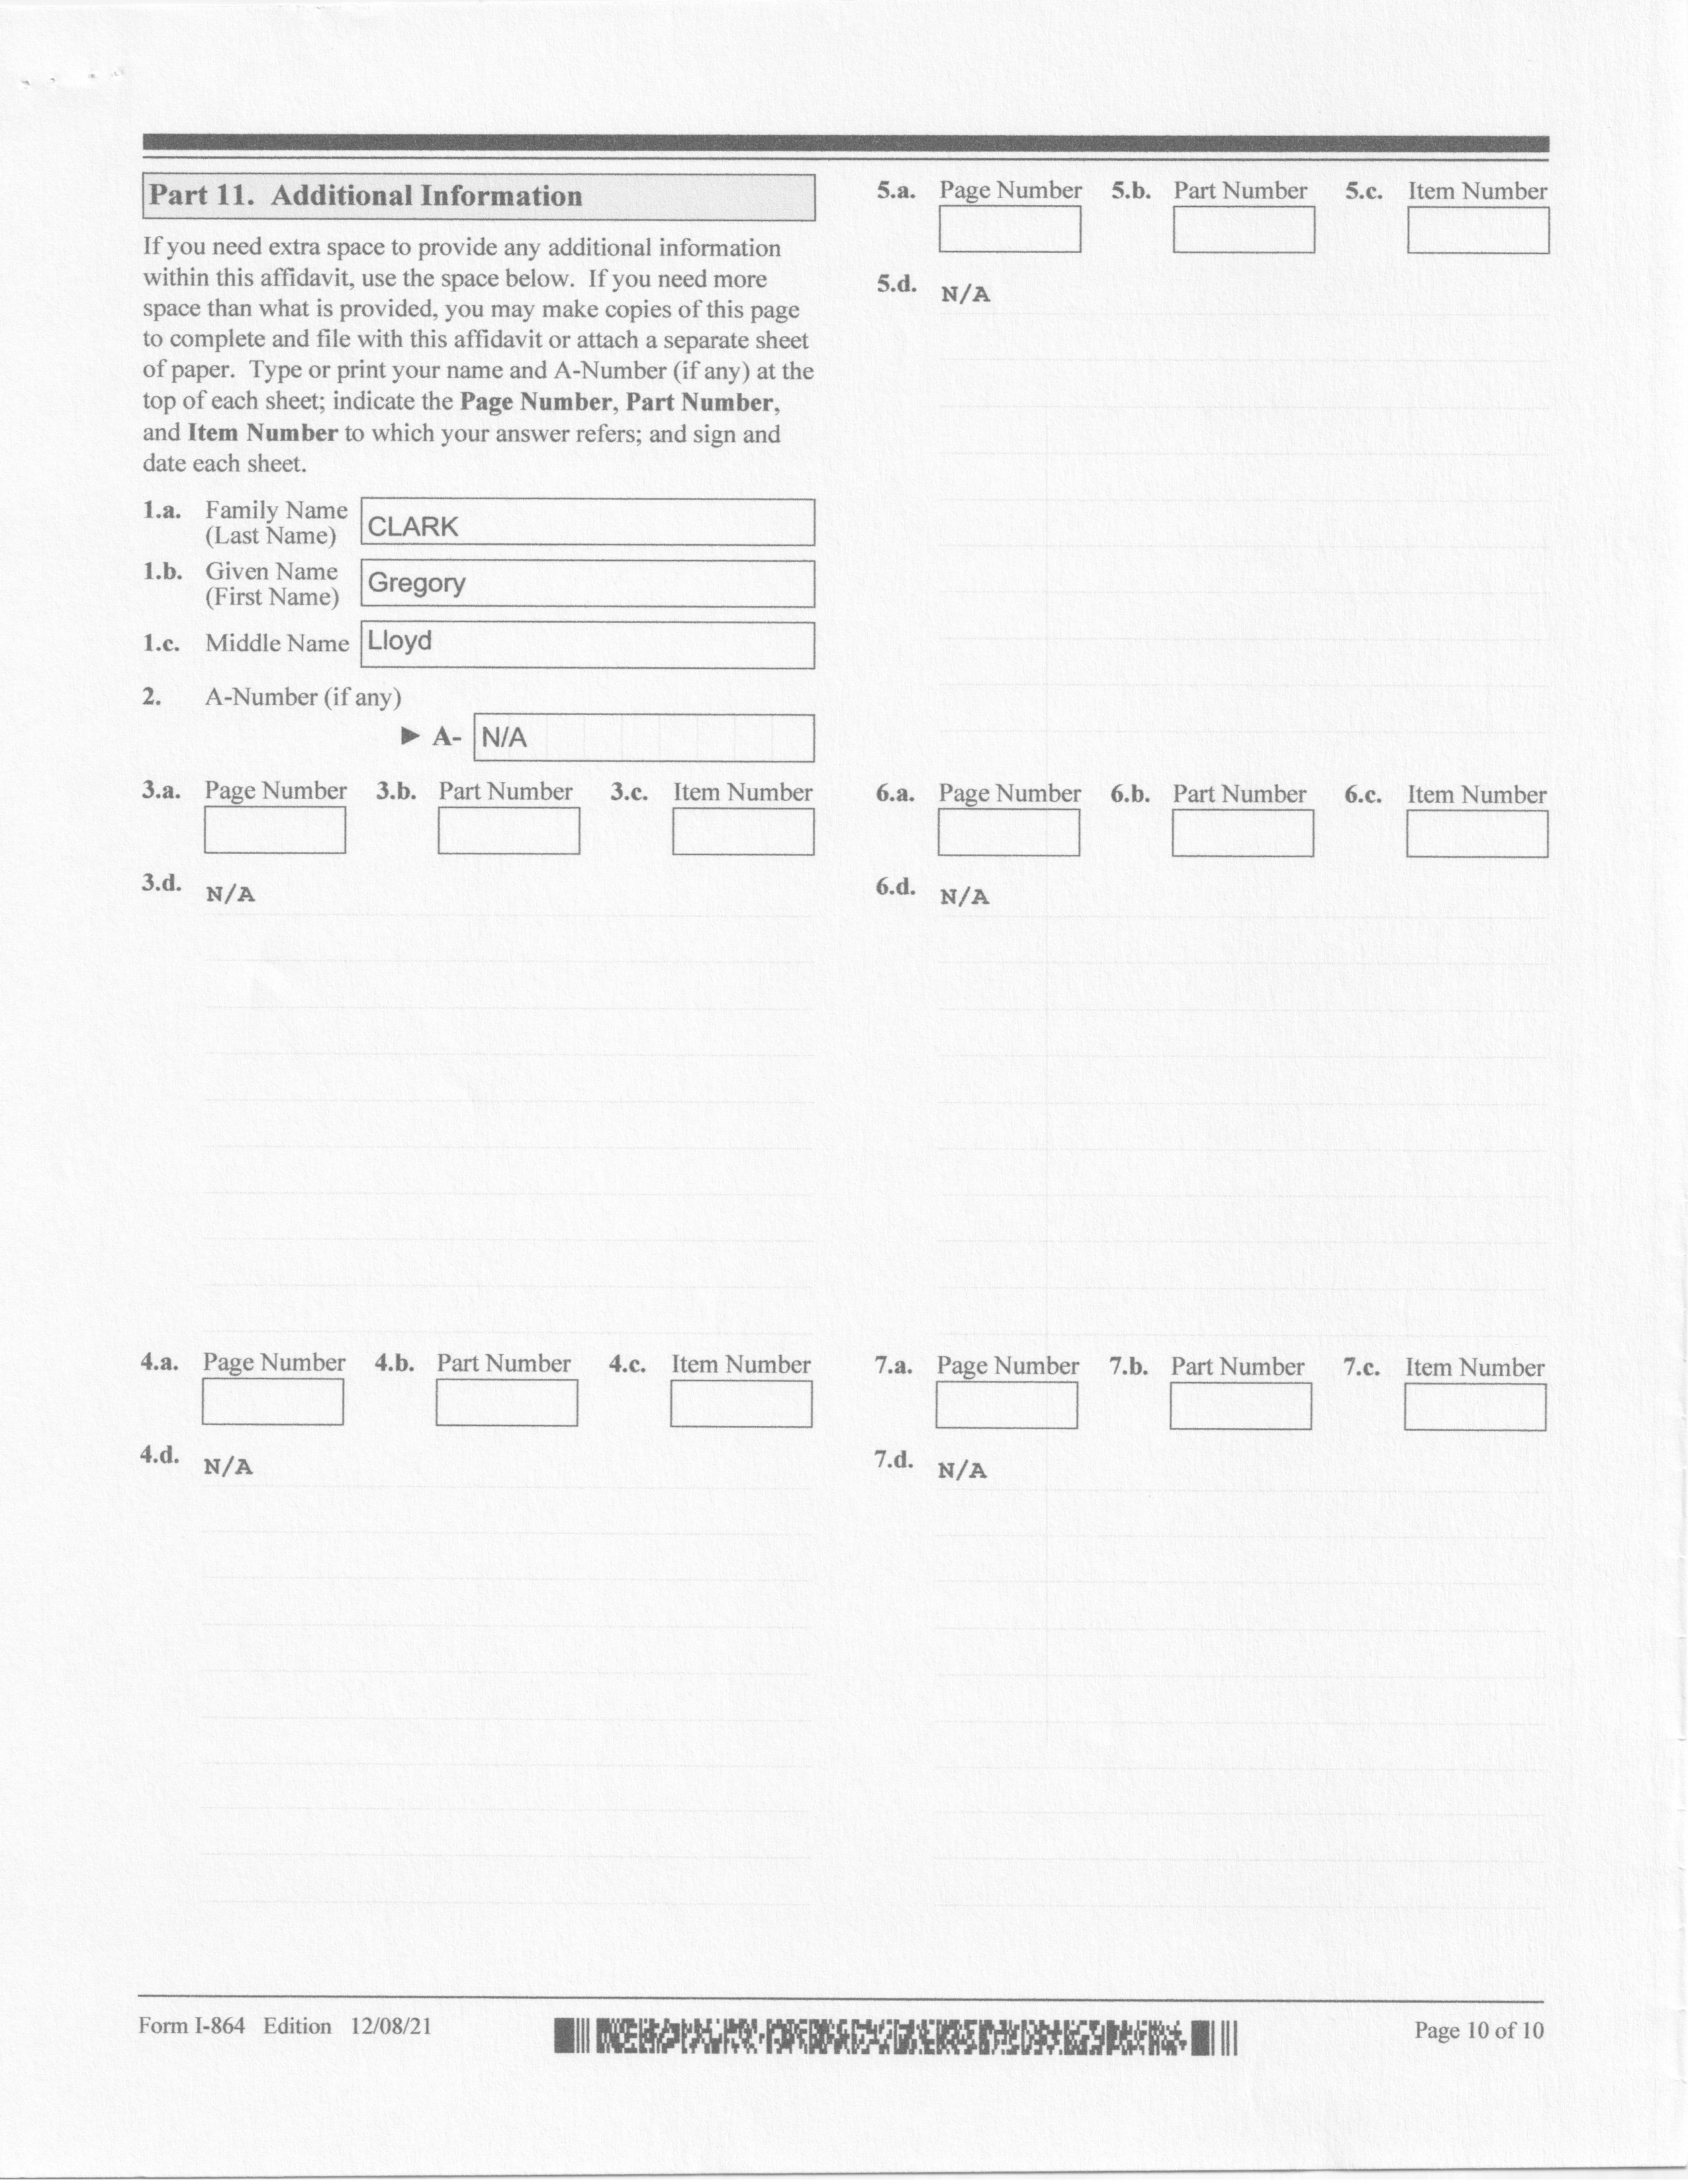 Part 11. Additional Information
If you need extra space to provide any additional information
within this affidavit, use the space below. If you need more
space than what is provided, you may make copies of this page
to complete and file with this affidavit or attach a separate sheet
of paper. Type or print your name and A-Number (if any) at the
top of each sheet; indicate the Page Number, Part Number,
and Item Number to which your answer refers; and sign and
date each sheet.
1.a. Family Name
(Last Name)
CLARK
1.b. Given Name
(First Name)
Gregory
1.c. Middle Name Lloyd
2. A-Number (if any)
► A- N/A
3.a. Page Number 3.b. Part Number 3.c. Item Number
3.d. N/A
4.a. Page Number 4.b. Part Number 4.c. Item Number
4.d. N/A
5.a. Page Number 5.b. Part Number 5.c. Item Number
5.d. N/A
6.a. Page Number 6.b. Part Number 6.c. Item Number
6.d. N/A
7.a. Page Number 7.b. Part Number 7.c. Item Number
7.d. N/A
Form I-864 Edition 12/08/21
Page 10 of 10